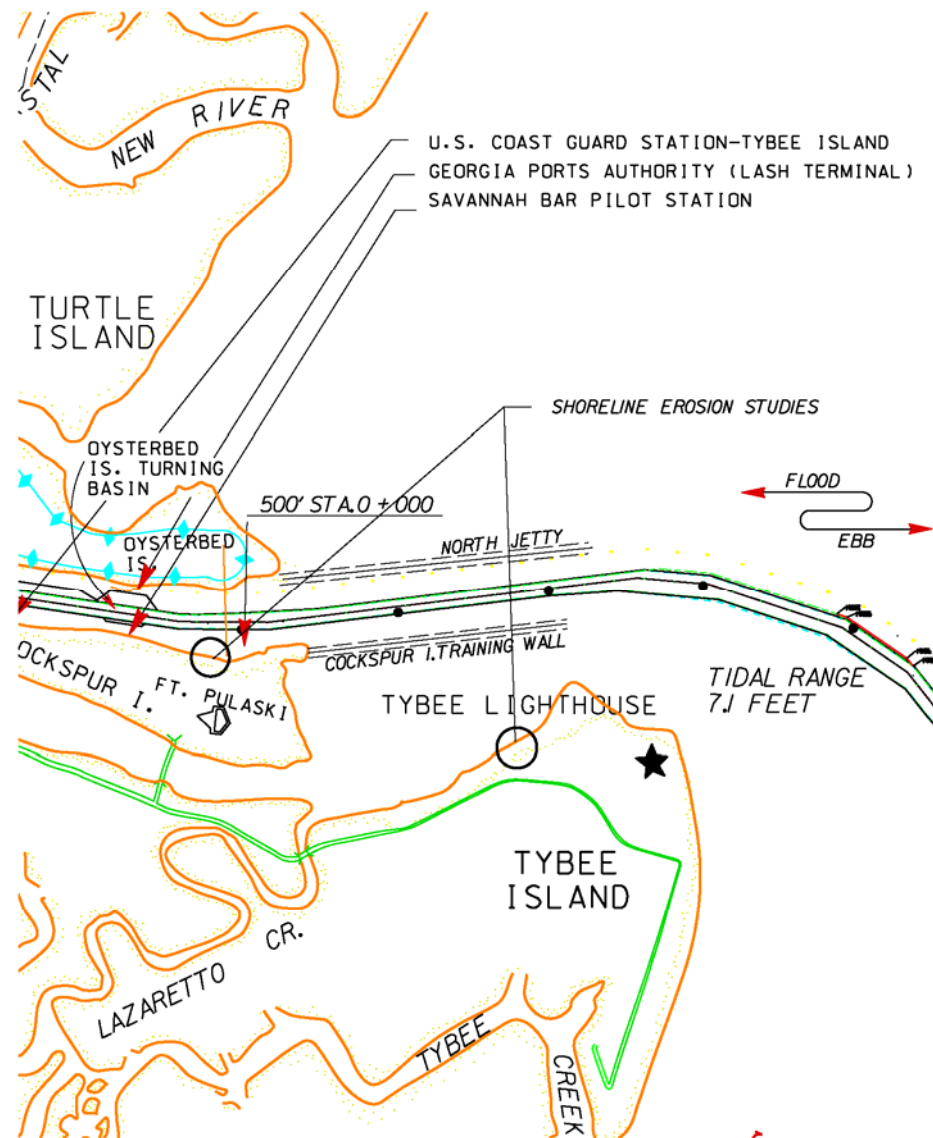 STAL
NEW RIVER
U.S. COAST GUARD STATION-TYBEE ISLAND
GEORGIA PORTS AUTHORITY (LASH TERMINAL)
SAVANNAH BAR PILOT STATION
TURTLE
ISLAND
SHORELINE EROSION STUDIES
OYSTERBED
IS. TURNING
BASIN
500' STA.0+000
FLOOD
EBB
OYSTERBED
IS.
NORTH JETTY
COCKSPUR I.TRAINING WALL
OCKSPUR I.
FT. PULASKI
TYBEE LIGHTHOUSE
TIDAL RANGE
7.1 FEET
TYBEE
ISLAND
LAZARETTO CR.
TYBEE
CREEK